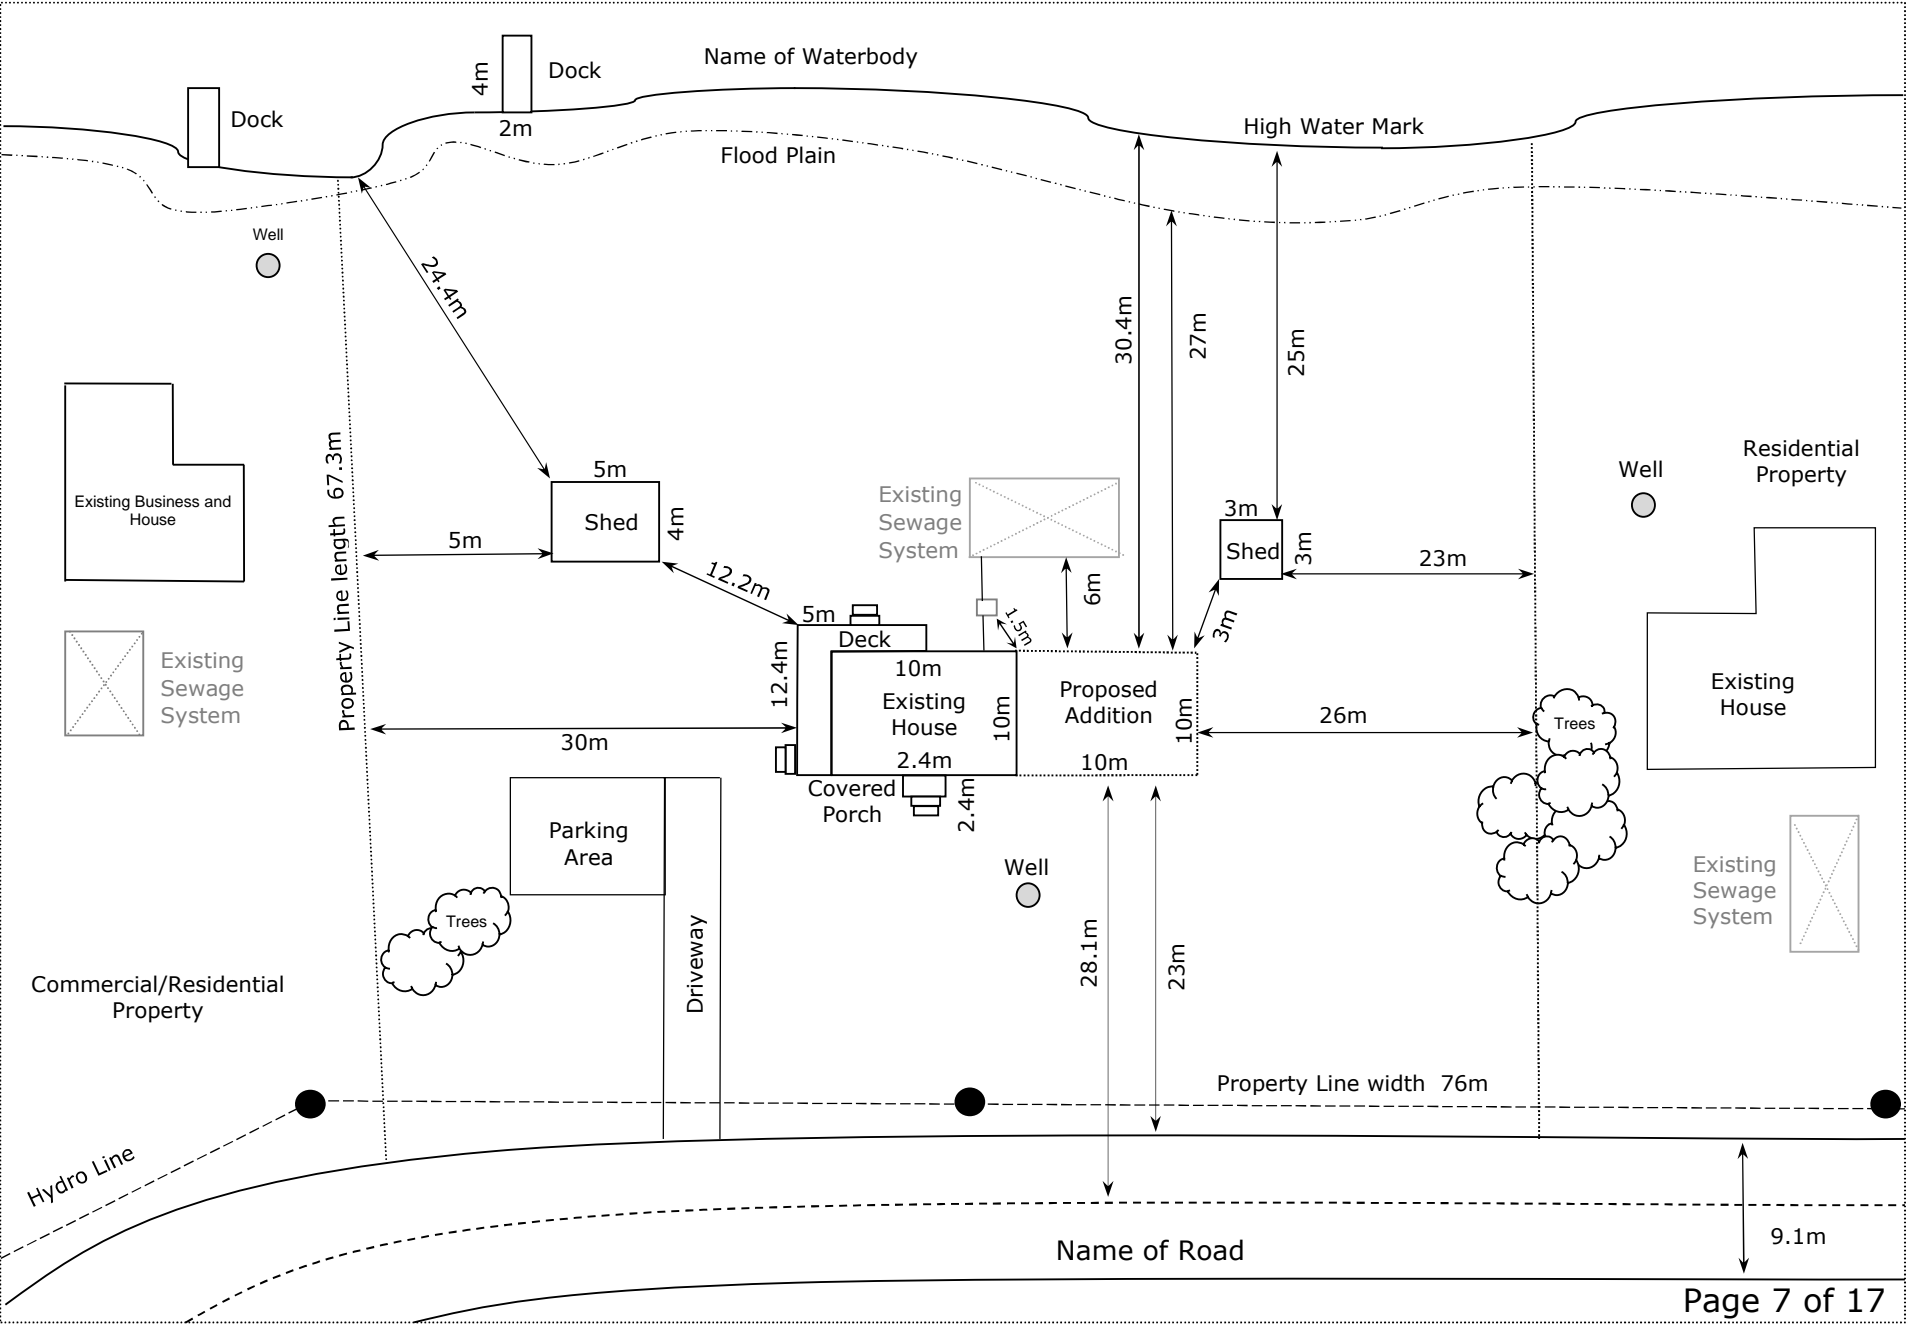 Name of Waterbody
Dock
4m
2m
Dock
High Water Mark
Flood Plain
Well
24.4m
30.4m
27m
25m
Property Line length 67.3m
Existing Business and
House
5m
Shed
4m
5m
12.2m
Existing
Sewage
System
6m
1.5m
3m
Shed
3m
3m
23m
Well
Residential
Property
Existing
Sewage
System
5m
Deck
12.4m
10m
Existing
House
10m
2.4m
Proposed
Addition
10m
10m
30m
26m
Trees
Existing
House
Covered
Porch
2.4m
Parking
Area
Well
Trees
Driveway
28.1m
23m
Existing
Sewage
System
Commercial/Residential
Property
Property Line width 76m
Hydro Line
Name of Road
9.1m
Page 7 of 17